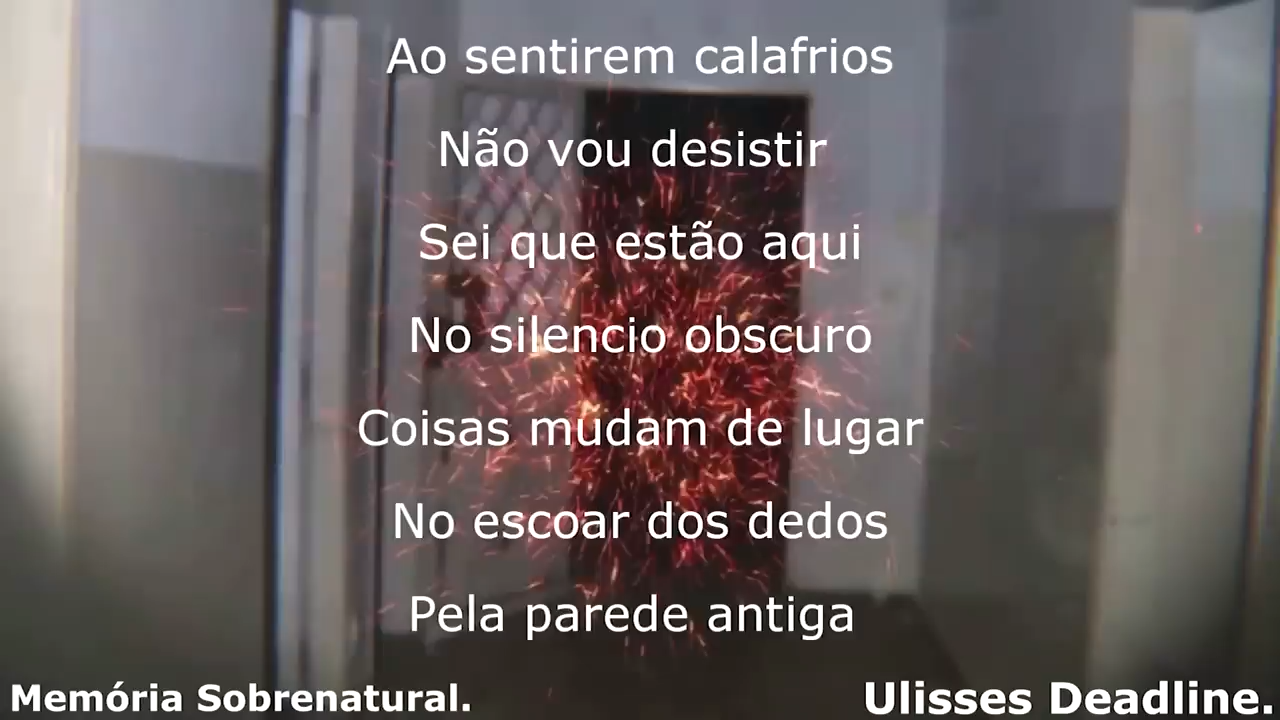 Ao sentirem calafrios
Não vou desistir
Sei que estão aqui
No silencio obscuro
Coisas mudam de lugar
No escoar dos dedos
Pela parede antiga
Memória Sobrenatural.
Ulisses Deadline.